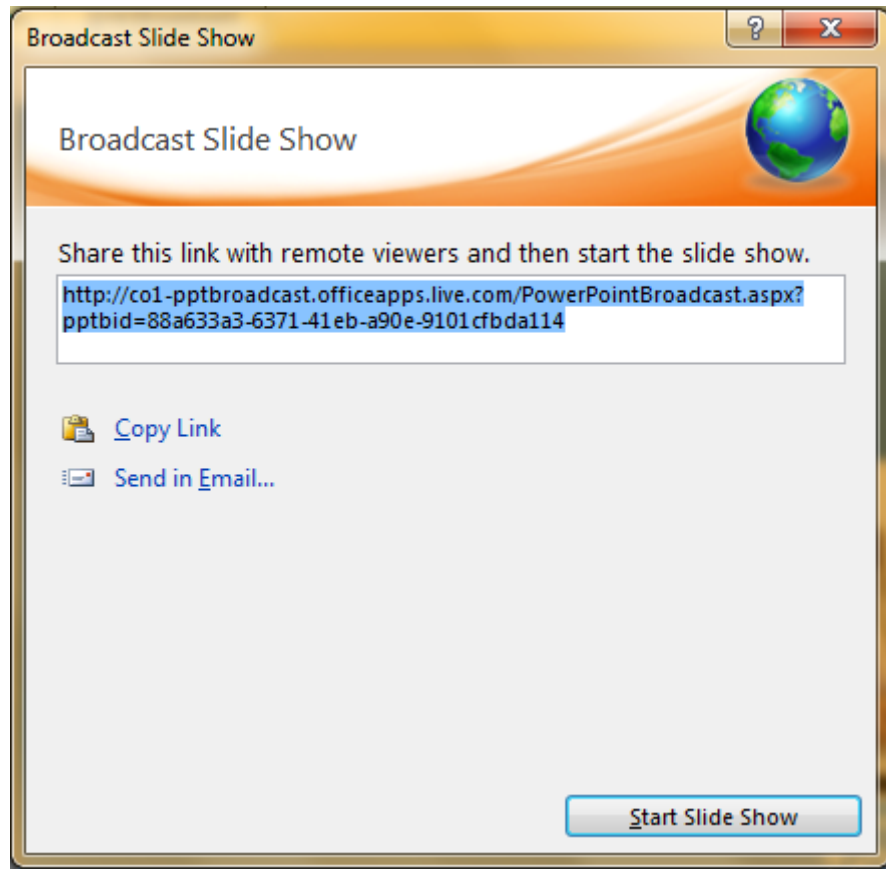 Broadcast Slide Show
Broadcast Slide Show
Share this link with remote viewers and then start the slide show.
http://co1-pptbroadcast.officeapps.live.com/PowerPointBroadcast.aspx?
pptbid=88a633a3-6371-41eb-a90e-9101cfbda114
Copy Link
Send in Email...
Start Slide Show